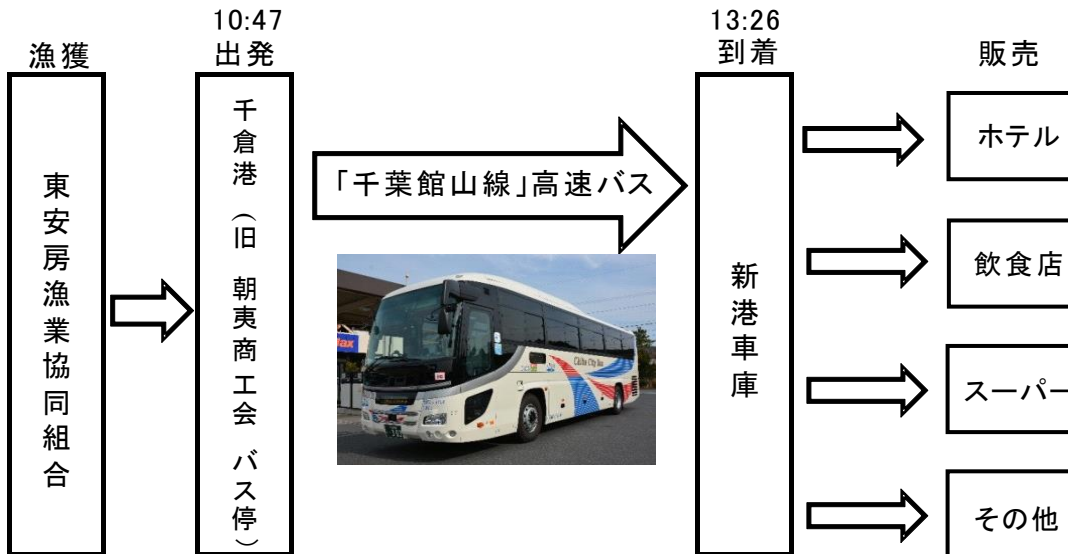 10:47
13:26
漁獲
出発
到着
販売
東安房漁業協同組合
千倉港（旧　朝夷商工会　バス停）
「千葉館山線」高速バス
Chiba City Bus
新港車庫
ホテル
飲食店
スーパー
その他